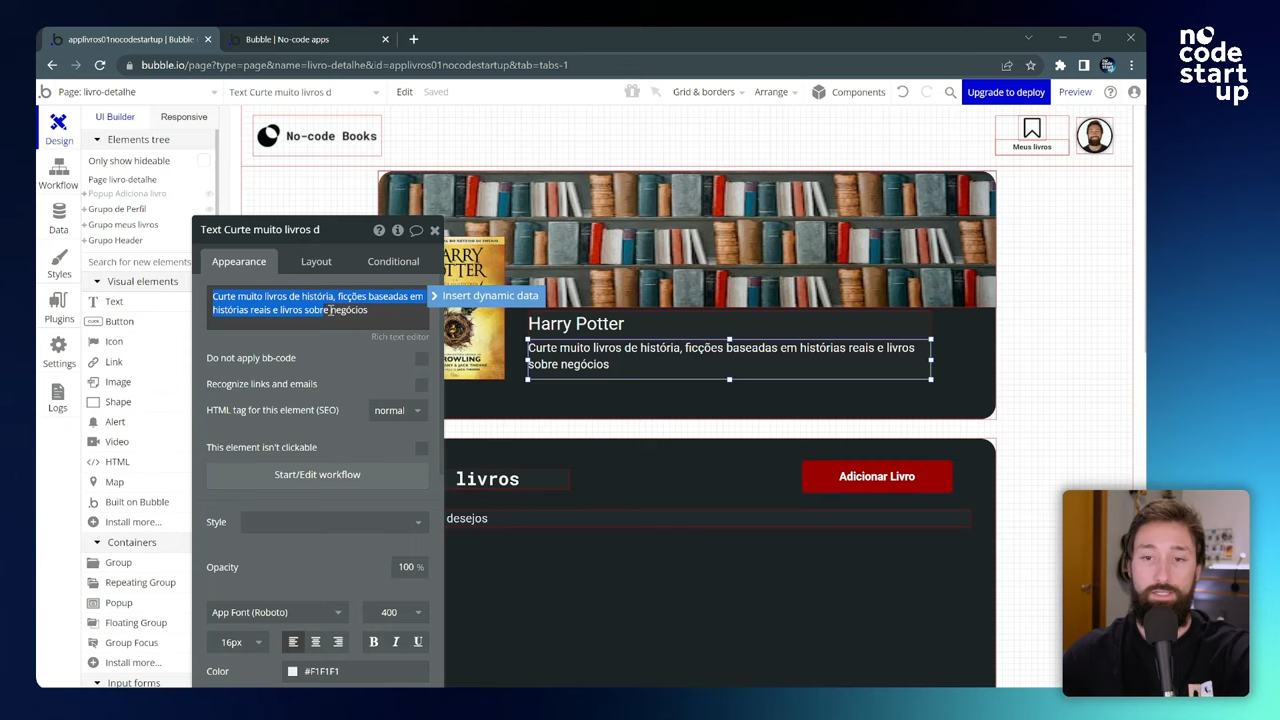 no
code
start
up
applivros01nocodestartup | Bubble
Bubble | No-code apps
bubble.io/page?type=page&name=livro-detalhe&id=applivros01nocodestartup&tab=tabs-1
Page: livro-detalhe
Text Curte muito livros d
Edit
Saved
Grid & borders
Arrange
Components
Upgrade to deploy
Preview
Design
Workflow
Data
Styles
Plugins
Settings
Logs
UI Builder
Responsive
Elements tree
Only show hideable
Page livro-detalhe
Popup Adiciona livro
Grupo de Perfil
Grupo meus livros
Grupo Header
Search for new elements
Visual elements
Text
Button
Icon
Link
Image
Shape
Alert
Video
HTML
Map
Built on Bubble
Install more...
Containers
Group
Repeating Group
Popup
Floating Group
Group Focus
Install more...
Input forms
Text Curte muito livros d
Appearance
Layout
Conditional
Curte muito livros de história, ficções baseadas em
histórias reais e livros sobre negócios
Insert dynamic data
Rich text editor
Do not apply bb-code
Recognize links and emails
HTML tag for this element (SEO)
normal
This element isn't clickable
Start/Edit workflow
Style
Opacity
100 %
App Font (Roboto)
400
16px
B I U
Color
#F1F1F1
No-code Books
Meus livros
HARRY
POTTER
ROWLING
Harry Potter
Curte muito livros de história, ficções baseadas em histórias reais e livros
sobre negócios
livros
Adicionar Livro
desejos